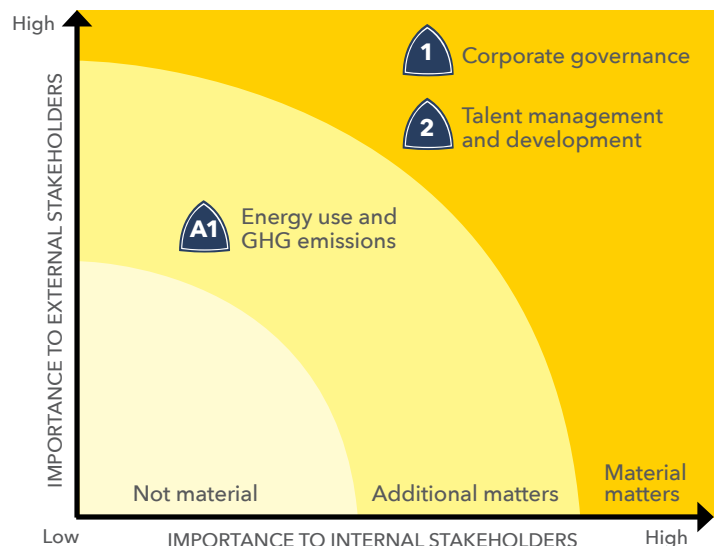 High
1
Corporate governance
2
Talent management
and development
A1
Energy use and
GHG emissions
IMPORTANCE TO EXTERNAL STAKEHOLDERS
Not material
Additional matters
Material
matters
Low
IMPORTANCE TO INTERNAL STAKEHOLDERS
High